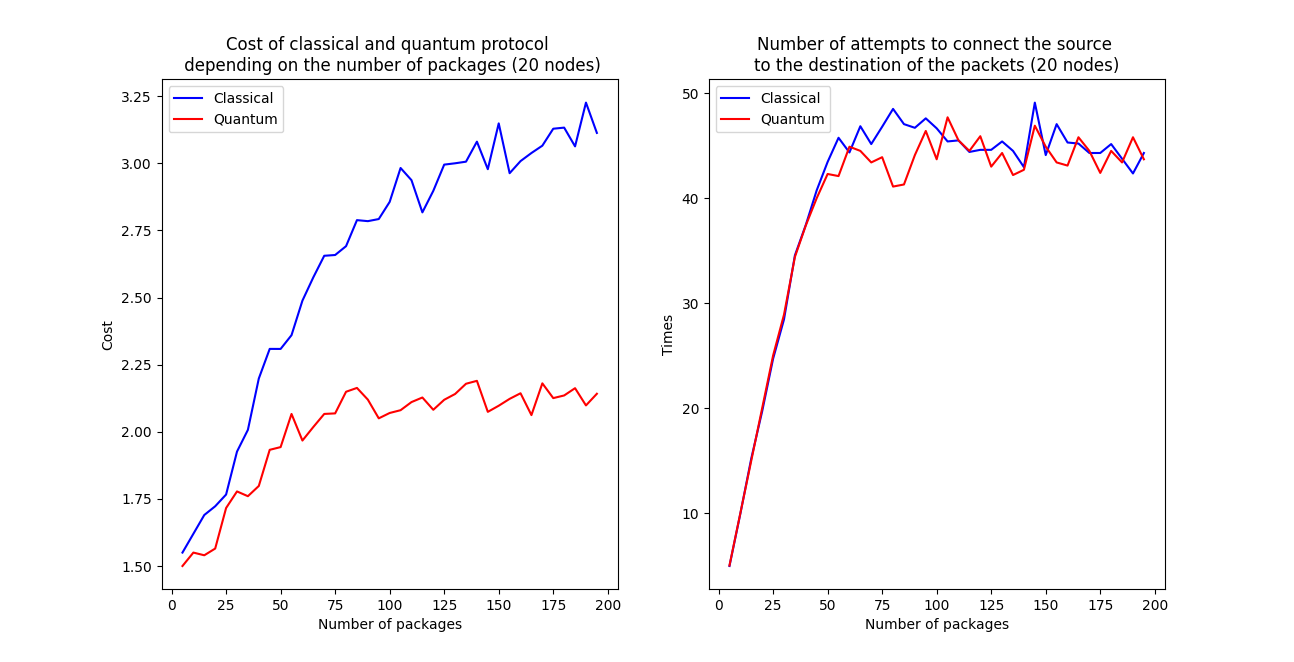 Cost of classical and quantum protocol
depending on the number of packages (20 nodes)
Classical
Quantum
3.25
3.00
2.75
2.50
2.25
2.00
1.75
1.50
Cost
0 25 50 75 100 125 150 175 200
Number of packages
Number of attempts to connect the source
to the destination of the packets (20 nodes)
Classical
Quantum
50
40
30
20
10
Times
0 25 50 75 100 125 150 175 200
Number of packages